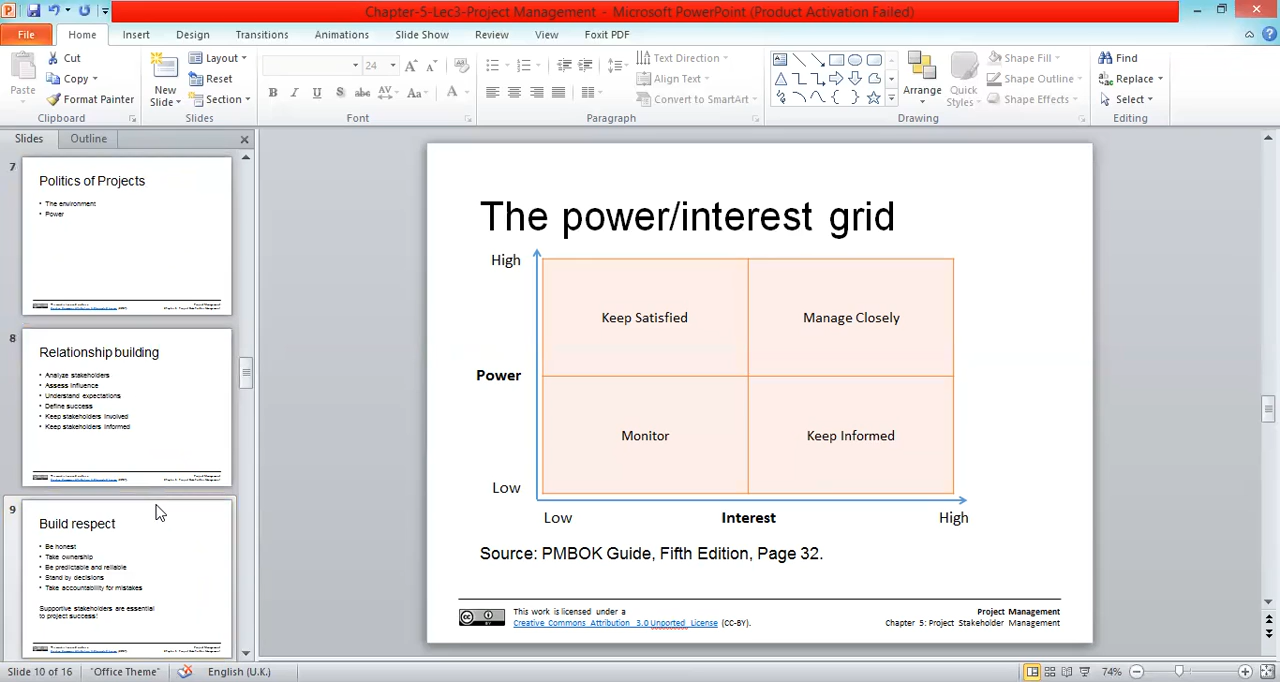 Chapter-5-Lec3-Project Management - Microsoft PowerPoint (Product Activation Failed)
File Home Insert Design Transitions Animations Slide Show Review View Foxit PDF
Paste
Cut
Copy
Format Painter
Clipboard
New Slide
Layout
Reset
Section
Slides
24
Font
Text Direction
Align Text
Convert to SmartArt
Paragraph
Arrange
Quick Styles
Shape Fill
Shape Outline
Shape Effects
Drawing
Find
Replace
Select
Editing
Slides Outline
7
Politics of Projects
• The environment
• Power
8
Relationship building
• Analyze stakeholders
• Assess influence
• Understand expectations
• Define success
• Keep stakeholders involved
• Keep stakeholders informed
9
Build respect
• Be honest
• Take ownership
• Be predictable and reliable
• Stand by decisions
• Take accountability for mistakes
Supportive stakeholders are essential
to project success!
The power/interest grid
High
Keep Satisfied Manage Closely
Power
Monitor Keep Informed
Low
Low Interest High
Source: PMBOK Guide, Fifth Edition, Page 32.
This work is licensed under a
Creative Commons Attribution 3.0 Unported License (CC-BY).
Project Management
Chapter 5: Project Stakeholder Management
Slide 10 of 16 "Office Theme" English (U.K.) 74%